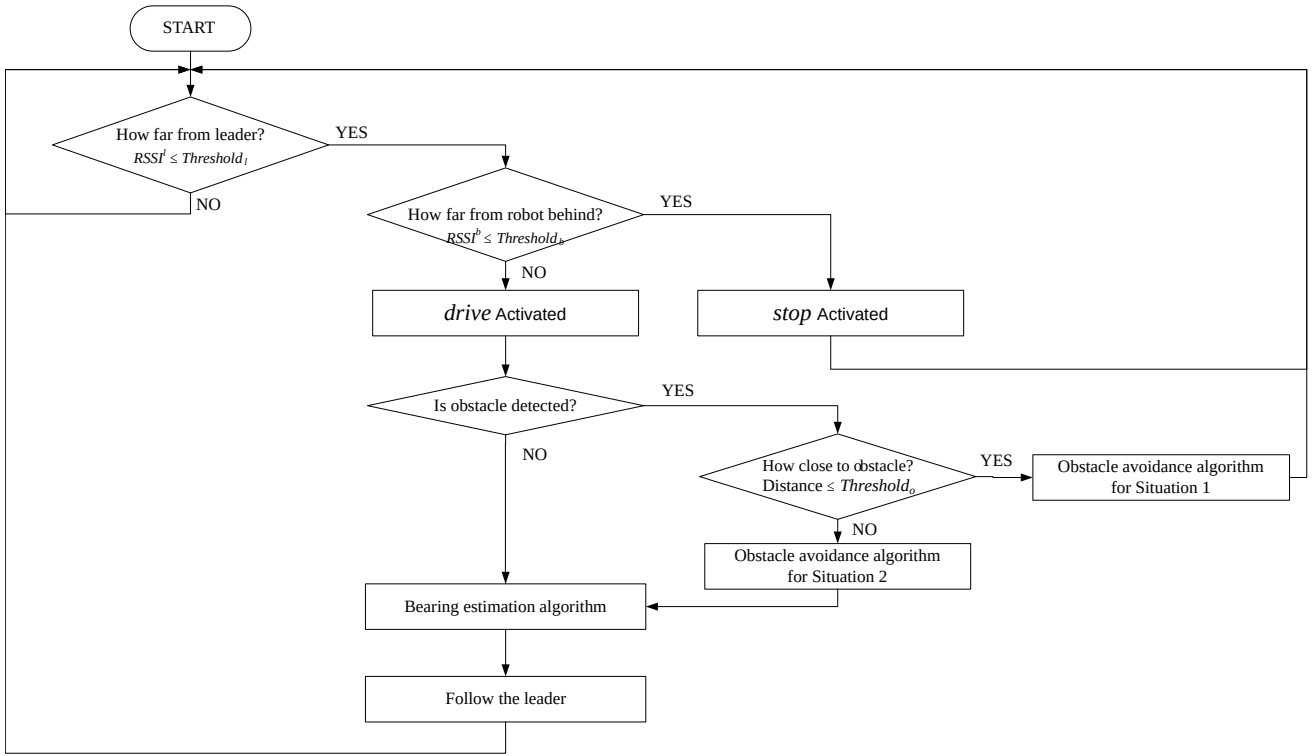 START
How far from leader?
RSSI^l ≤ Threshold_l
YES
NO
How far from robot behind?
RSSI^b ≤ Threshold_b
YES
NO
drive Activated
stop Activated
Is obstacle detected?
YES
NO
How close to obstacle?
Distance ≤ Threshold_o
YES
Obstacle avoidance algorithm
for Situation 1
NO
Obstacle avoidance algorithm
for Situation 2
Bearing estimation algorithm
Follow the leader